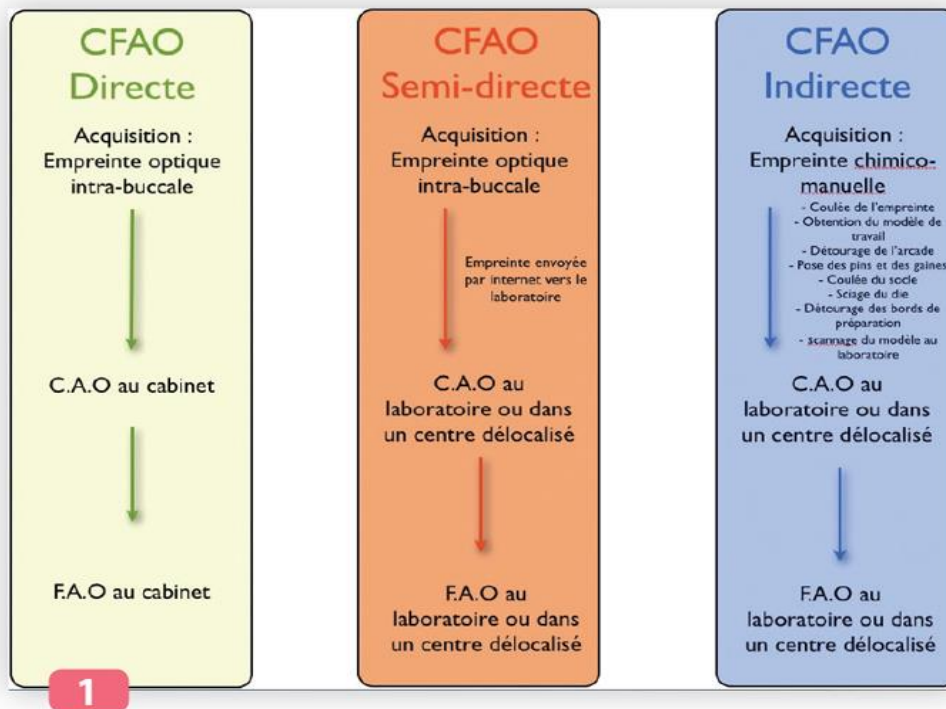 CFAO
Directe
Acquisition :
Empreinte optique
intra-buccale
C.A.O au cabinet
F.A.O au cabinet
CFAO
Semi-directe
Acquisition :
Empreinte optique
intra-buccale
Empreinte envoyée
par internet vers le
laboratoire
C.A.O au
laboratoire ou dans
un centre délocalisé
F.A.O au
laboratoire ou dans
un centre délocalisé
CFAO
Indirecte
Acquisition :
Empreinte chimico-
manuelle
- Coulée de l'empreinte
- Obtention du modèle de
travail
- Détourage de l'arcade
- Pose des pins et des gaines
- Coulée du socle
- Sciage du die
- Détourage des bords de
préparation
- scannage du modèle au
laboratoire
C.A.O au
laboratoire ou dans
un centre délocalisé
F.A.O au
laboratoire ou dans
un centre délocalisé
1